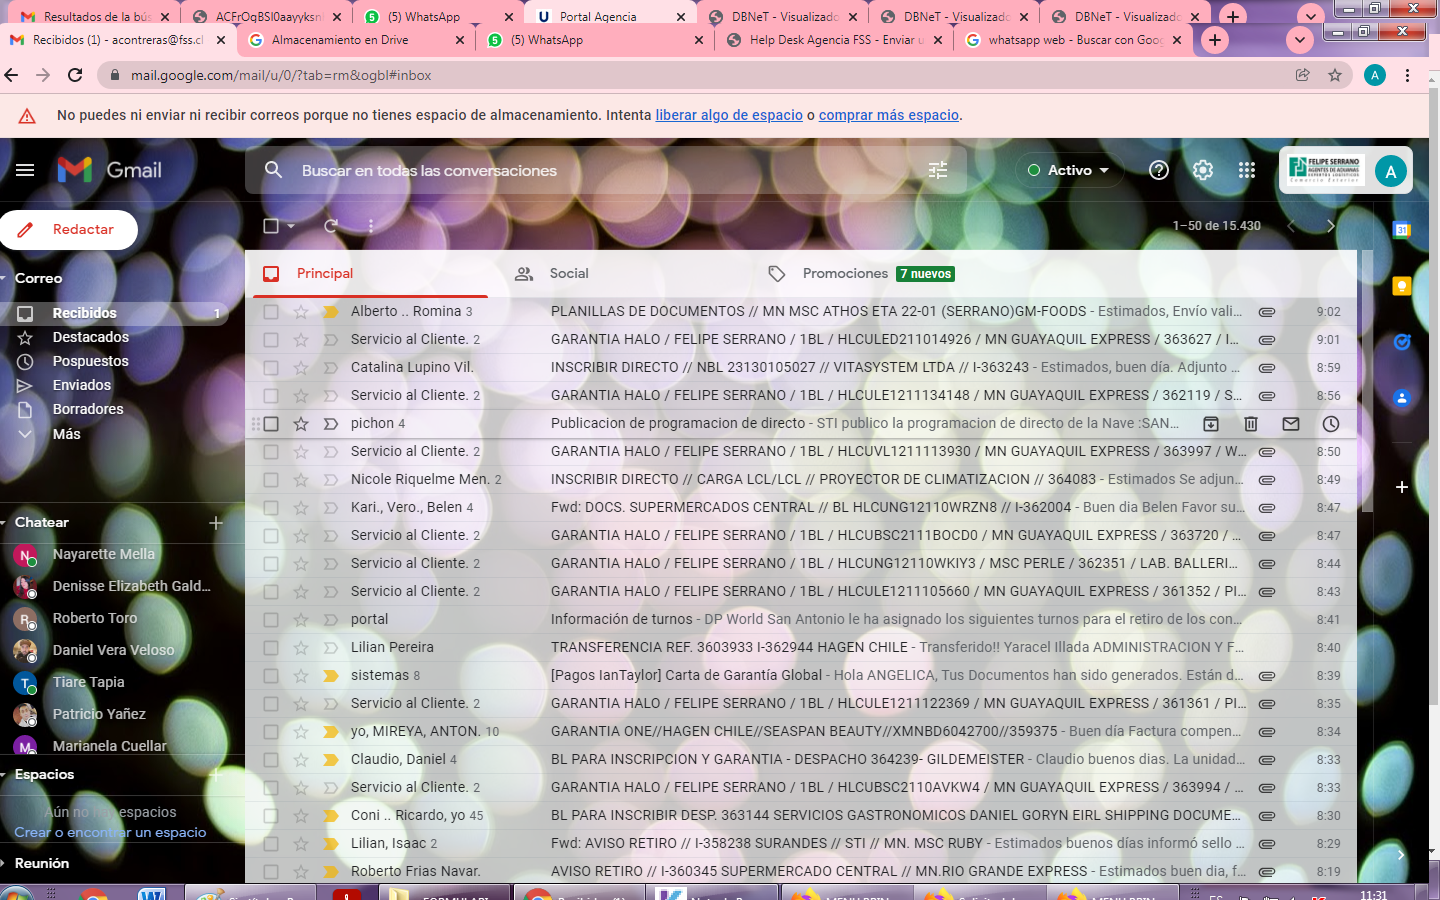 Resultados de la bús
ACFrOgBSI0aayyksn
(5) WhatsApp
Portal Agencia
DBNeT - Visualizado
DBNeT - Visualizado
DBNeT - Visualizado
Recibidos (1) - acontreras@fss.cl
Almacenamiento en Drive
(5) WhatsApp
Help Desk Agencia FSS - Enviar u
whatsapp web - Buscar con Goog
mail.google.com/mail/u/0/?tab=rm&ogbl#inbox
A
No puedes ni enviar ni recibir correos porque no tienes espacio de almacenamiento. Intenta liberar algo de espacio o comprar más espacio.
Gmail
Buscar en todas las conversaciones
Activo
FELIPE SERRANO
AGENTES DE ADUANAS
Comercio Exterior
A
Redactar
1–50 de 15.430
Correo
Recibidos 1
Destacados
Pospuestos
Enviados
Borradores
Más
Principal
Social
Promociones 7 nuevos
Alberto .. Romina 3 PLANILLAS DE DOCUMENTOS // MN MSC ATHOS ETA 22-01 (SERRANO)GM-FOODS - Estimados, Envío vali... 9:02
Servicio al Cliente. 2 GARANTIA HALO / FELIPE SERRANO / 1BL / HLCULED211014926 / MN GUAYAQUIL EXPRESS / 363627 / I... 9:01
Catalina Lupino Vil. INSCRIBIR DIRECTO // NBL 23130105027 // VITASYSTEM LTDA // I-363243 - Estimados, buen día. Adjunto ... 8:59
Servicio al Cliente. 2 GARANTIA HALO / FELIPE SERRANO / 1BL / HLCULE1211134148 / MN GUAYAQUIL EXPRESS / 362119 / S... 8:56
pichon 4 Publicacion de programacion de directo - STI publico la programacion de directo de la Nave :SAN...
Servicio al Cliente. 2 GARANTIA HALO / FELIPE SERRANO / 1BL / HLCUVL1211113930 / MN GUAYAQUIL EXPRESS / 363997 / W... 8:50
Nicole Riquelme Men. 2 INSCRIBIR DIRECTO // CARGA LCL/LCL // PROYECTOR DE CLIMATIZACION // 364083 - Estimados Se adjun... 8:49
Kari., Vero., Belen 4 Fwd: DOCS. SUPERMERCADOS CENTRAL // BL HLCUNG12110WRZN8 // I-362004 - Buen dia Belen Favor su... 8:47
Servicio al Cliente. 2 GARANTIA HALO / FELIPE SERRANO / 1BL / HLCUBSC2111BOCD0 / MN GUAYAQUIL EXPRESS / 363720 / ... 8:47
Servicio al Cliente. 2 GARANTIA HALO / FELIPE SERRANO / 1BL / HLCUNG12110WKIY3 / MSC PERLE / 362351 / LAB. BALLERI... 8:44
Servicio al Cliente. 2 GARANTIA HALO / FELIPE SERRANO / 1BL / HLCULE1211105660 / MN GUAYAQUIL EXPRESS / 361352 / PI... 8:43
portal Información de turnos - DP World San Antonio le ha asignado los siguientes turnos para el retiro de los con... 8:41
Lilian Pereira TRANSFERENCIA REF. 3603933 I-362944 HAGEN CHILE - Transferido!! Yaracel Illada ADMINISTRACION Y F... 8:40
sistemas 8 [Pagos IanTaylor] Carta de Garantía Global - Hola ANGELICA, Tus Documentos han sido generados. Están d... 8:39
Servicio al Cliente. 2 GARANTIA HALO / FELIPE SERRANO / 1BL / HLCULE1211122369 / MN GUAYAQUIL EXPRESS / 361361 / PI... 8:35
yo, MIREYA, ANTON. 10 GARANTIA ONE//HAGEN CHILE//SEASPAN BEAUTY//XMNBD6042700//359375 - Buen día Factura compen... 8:34
Claudio, Daniel 4 BL PARA INSCRIPCION Y GARANTIA - DESPACHO 364239- GILDEMEISTER - Claudio buenos dias. La unidad... 8:33
Servicio al Cliente. 2 GARANTIA HALO / FELIPE SERRANO / 1BL / HLCUBSC2110AVKW4 / MN GUAYAQUIL EXPRESS / 363994 / ... 8:33
Coni .. Ricardo, yo 45 BL PARA INSCRIBIR DESP. 363144 SERVICIOS GASTRONOMICOS DANIEL GORYN EIRL SHIPPING DOCUME... 8:30
Lilian, Isaac 2 Fwd: AVISO RETIRO // I-358238 SURANDES // STI // MN. MSC RUBY - Estimados buenos días informó sello ... 8:29
Roberto Frias Navar. AVISO RETIRO // I-360345 SUPERMERCADO CENTRAL // MN.RIO GRANDE EXPRESS - Estimados buen dia, f... 8:19
Chatear
N Nayarette Mella
Denisse Elizabeth Gald...
R Roberto Toro
Daniel Vera Veloso
T Tiare Tapia
Patricio Yañez
M Marianela Cuellar
Espacios
Aún no hay espacios
Crear o encontrar un espacio
Reunión
31
ES
11:31